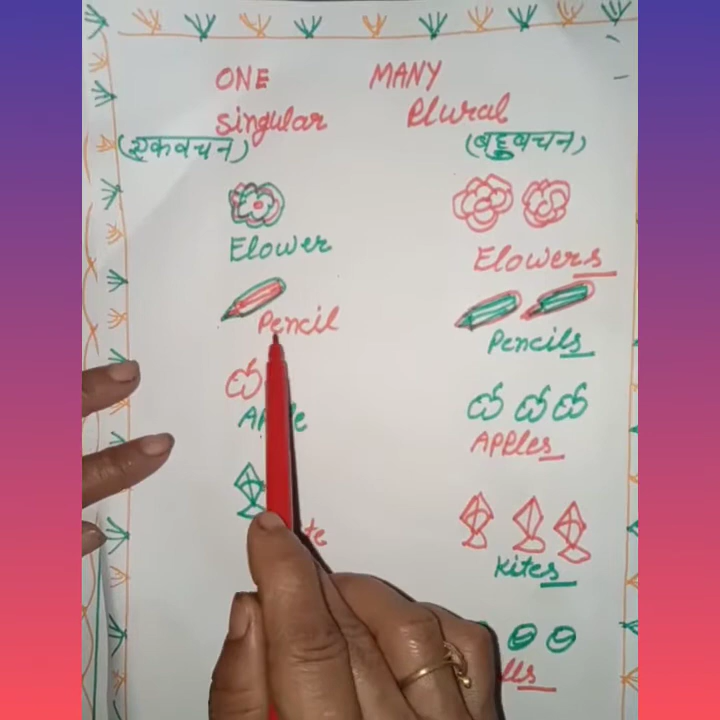 ONE MANY
Singular Plural
(एकवचन) (बहुवचन)
Flower Flowers
Pencil Pencils
Apples
Kites